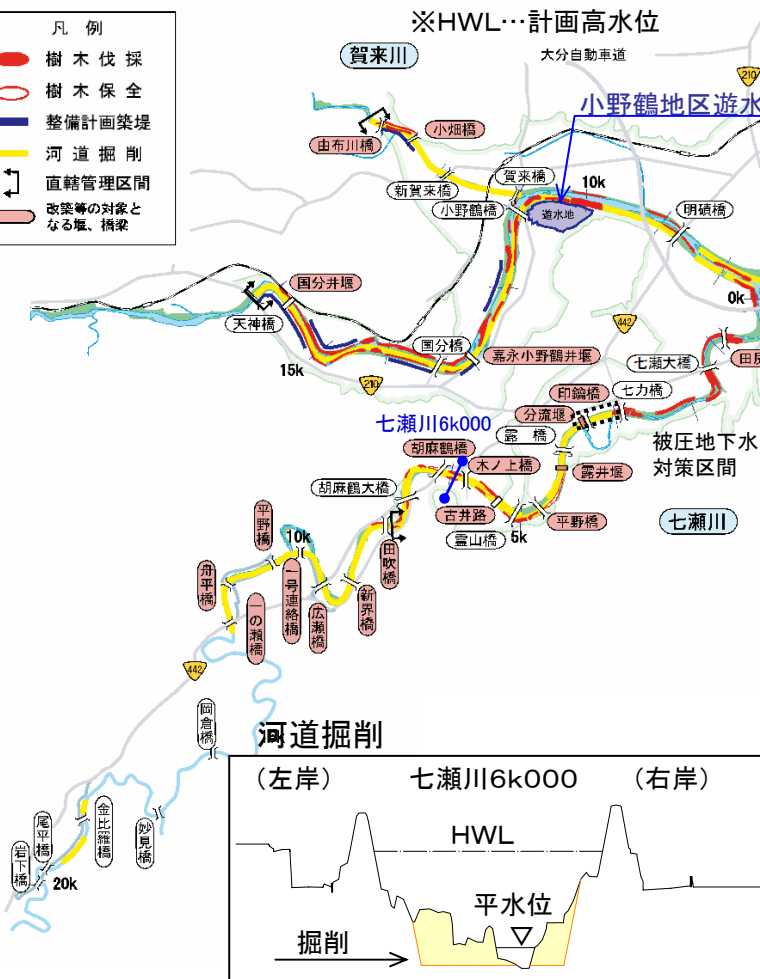 ※HWL…計画高水位
凡 例
樹 木 伐 採
樹 木 保 全
整備計画築堤
河 道 掘 削
直轄管理区間
改築等の対象と
なる堰、橋梁
賀来川
大分自動車道
210
小野鶴地区遊水
小畑橋
由布川橋
新賀来橋
賀来橋
10k
小野鶴橋
遊水地
明磧橋
0k
国分井堰
天神橋
国分橋
嘉永小野鶴井堰
442
七瀬大橋
15k
210
印鑰橋
七力橋
七瀬川6k000
分流堰
露 橋
被圧地下水
対策区間
胡麻鶴橋
木ノ上橋
露井堰
胡麻鶴大橋
古井路
平野橋
霊山橋
5k
七瀬川
平野橋
10k
田吹橋
舟平橋
一号連絡橋
広瀬橋
新界橋
一の瀬橋
442
岡倉橋
河道掘削
金比羅橋
妙見橋
尾平橋
岩下橋
20k
（左岸）
七瀬川6k000
（右岸）
HWL
平水位
掘削